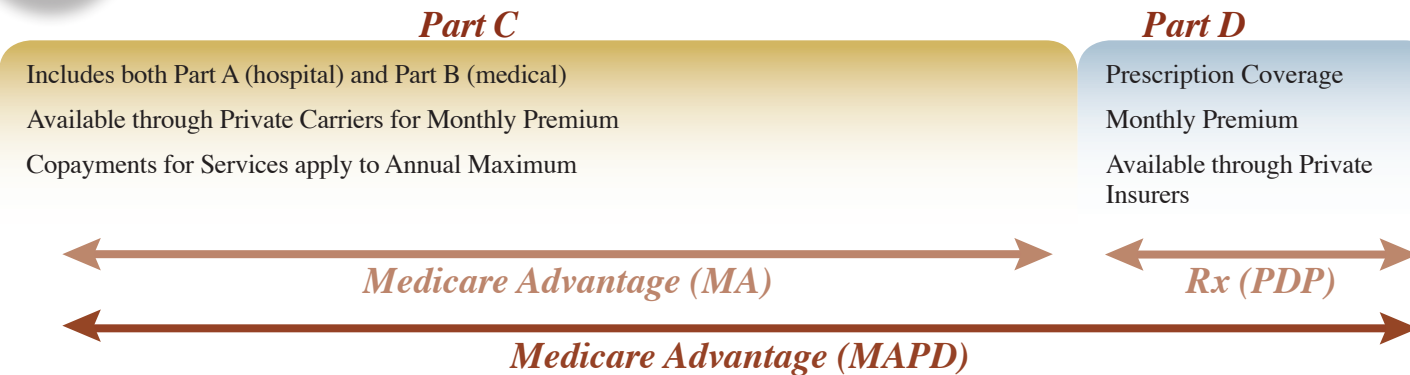 Part C
Includes both Part A (hospital) and Part B (medical)
Available through Private Carriers for Monthly Premium
Copayments for Services apply to Annual Maximum
Part D
Prescription Coverage
Monthly Premium
Available through Private
Insurers
Medicare Advantage (MA)
Rx (PDP)
Medicare Advantage (MAPD)